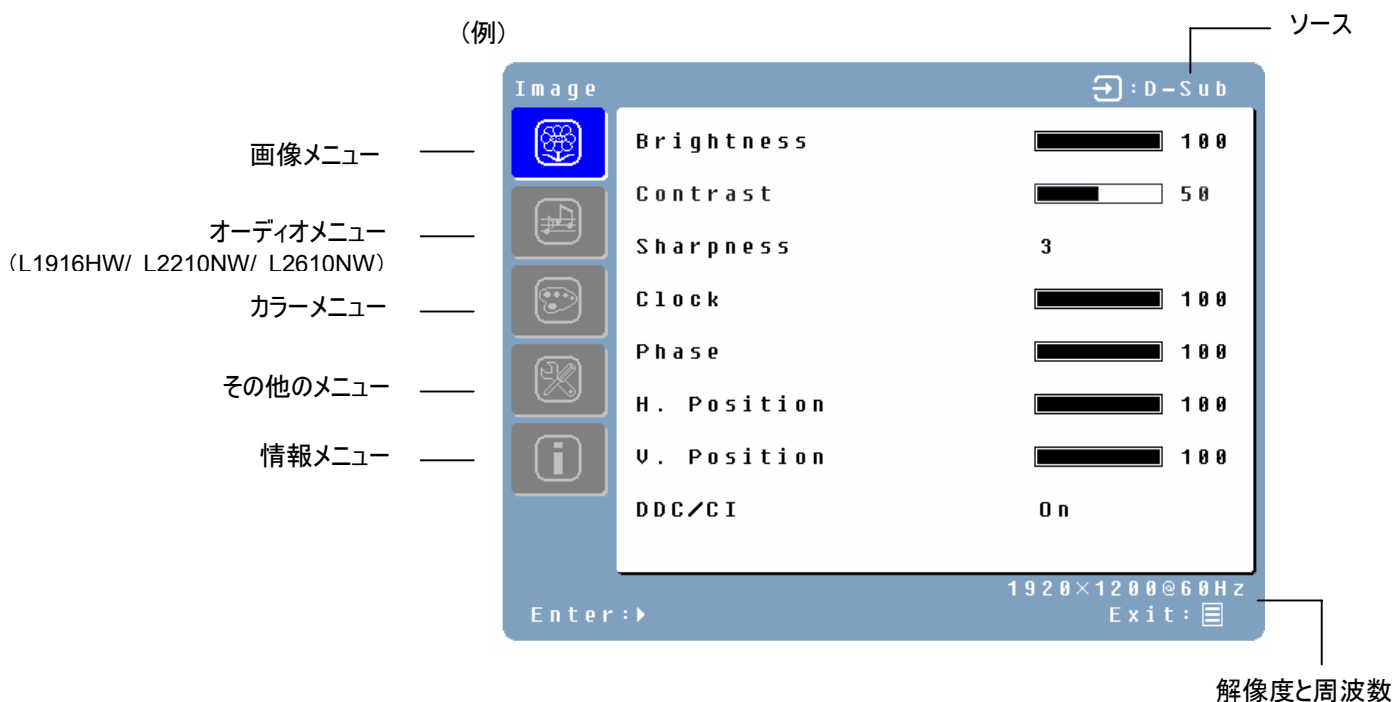 （例）
ソース
Image
:D-Sub
画像メニュー
Brightness 100
Contrast 50
オーディオメニュー
（L1916HW/ L2210NW/ L2610NW）
Sharpness 3
カラーメニュー
Clock 100
Phase 100
その他のメニュー
H. Position 100
情報メニュー
V. Position 100
DDC/CI On
1920×1200@60Hz
Enter: Exit:
解像度と周波数